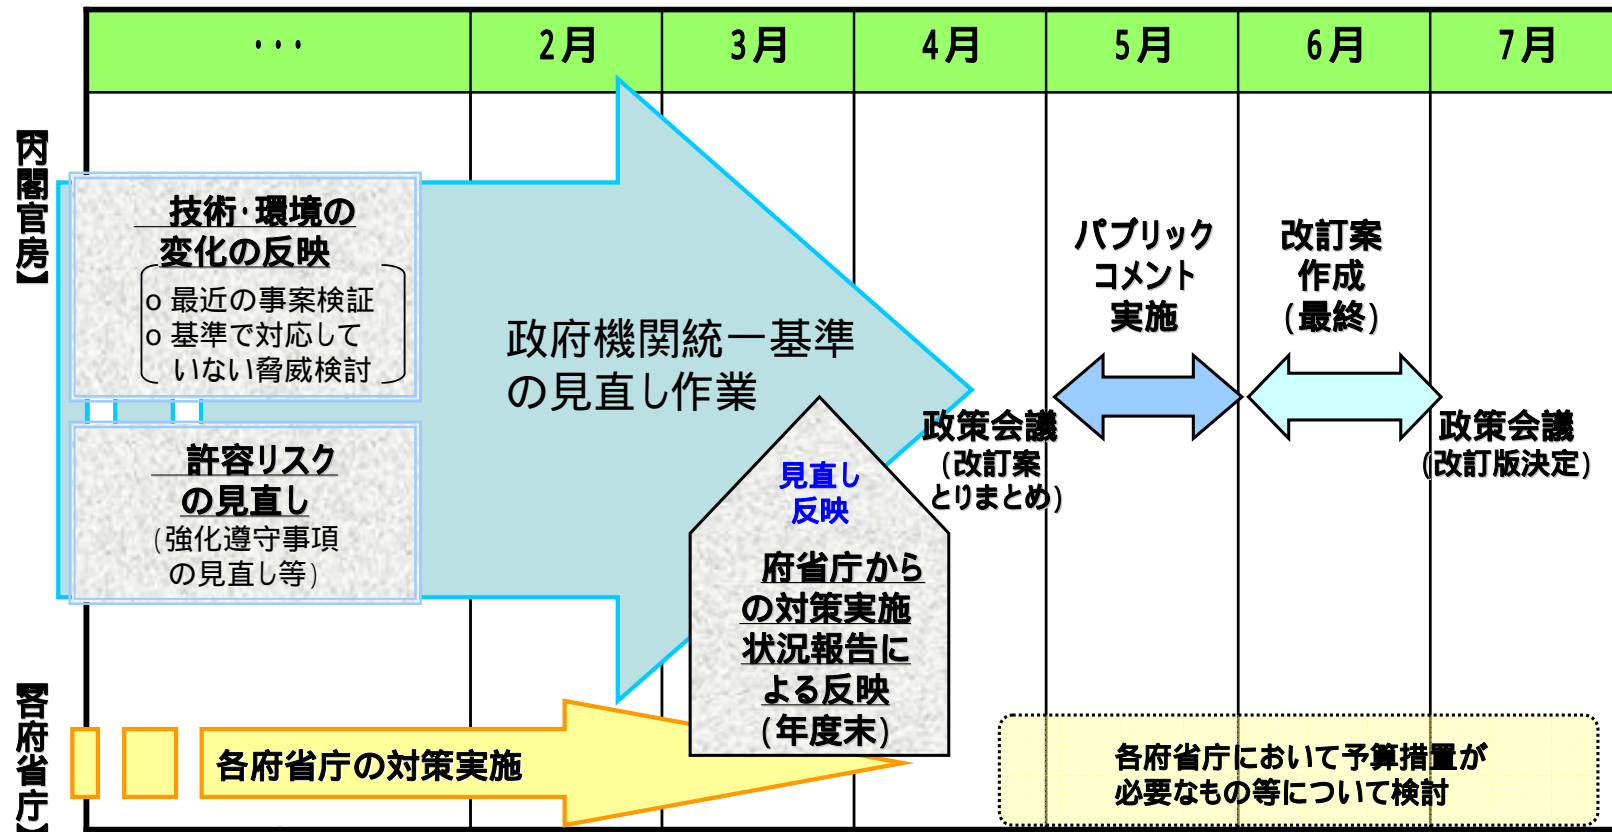 ・・・
2月
3月
4月
5月
6月
7月
【内閣官房】
技術・環境の
変化の反映
o 最近の事案検証
o 基準で対応して
いない脅威検討
許容リスク
の見直し
(強化遵守事項
の見直し等)
政府機関統一基準
の見直し作業
見直し
反映
府省庁から
の対策実施
状況報告に
よる反映
(年度末)
政策会議
(改訂案
とりまとめ)
パブリック
コメント
実施
改訂案
作成
(最終)
政策会議
(改訂版決定)
【各府省庁】
各府省庁の対策実施
各府省庁において予算措置が
必要なもの等について検討